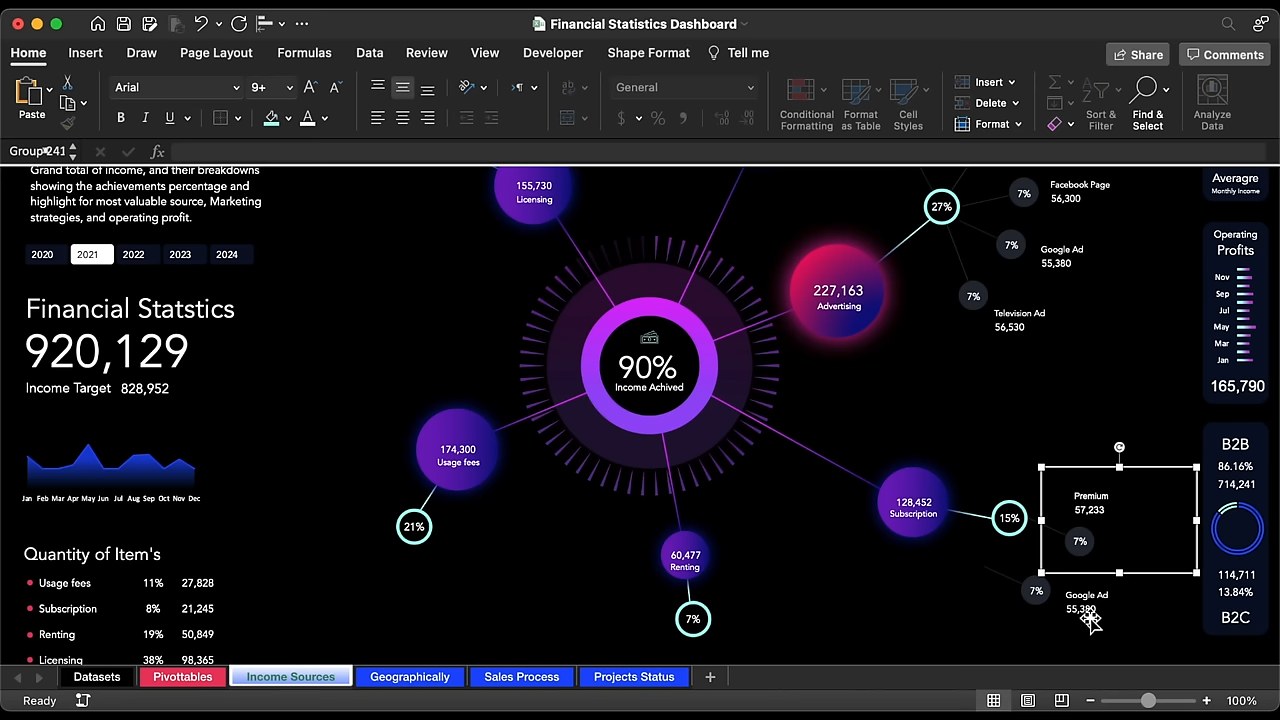 Financial Statistics Dashboard
Home Insert Draw Page Layout Formulas Data Review View Developer Shape Format Tell me
Share Comments
Paste
Arial 9+
B I U A
General
$ %
Conditional Formatting
Format as Table
Cell Styles
Insert
Delete
Format
Sort & Filter
Find & Select
Analyze Data
Group 241
fx
Grand total of income, and their breakdowns
showing the achievements percentage and
highlight for most valuable source, Marketing
strategies, and operating profit.
2020 2021 2022 2023 2024
Financial Statstics
920,129
Income Target 828,952
Jan Feb Mar Apr May Jun Jul Aug Sep Oct Nov Dec
Quantity of Item's
Usage fees 11% 27,828
Subscription 8% 21,245
Renting 19% 50,849
Licensing 38% 98,365
155,730
Licensing
90%
Income Achived
227,163
Advertising
27%
7%
Facebook Page
56,300
7%
Google Ad
55,380
7%
Television Ad
56,530
174,300
Usage fees
21%
60,477
Renting
7%
128,452
Subscription
15%
Premium
57,233
7%
7%
Google Ad
55,380
Averagre
Monthly Income
Operating
Profits
Nov
Sep
Jul
May
Mar
Jan
165,790
B2B
86.16%
714,241
114,711
13.84%
B2C
Datasets Pivottables Income Sources Geographically Sales Process Projects Status +
Ready
100%